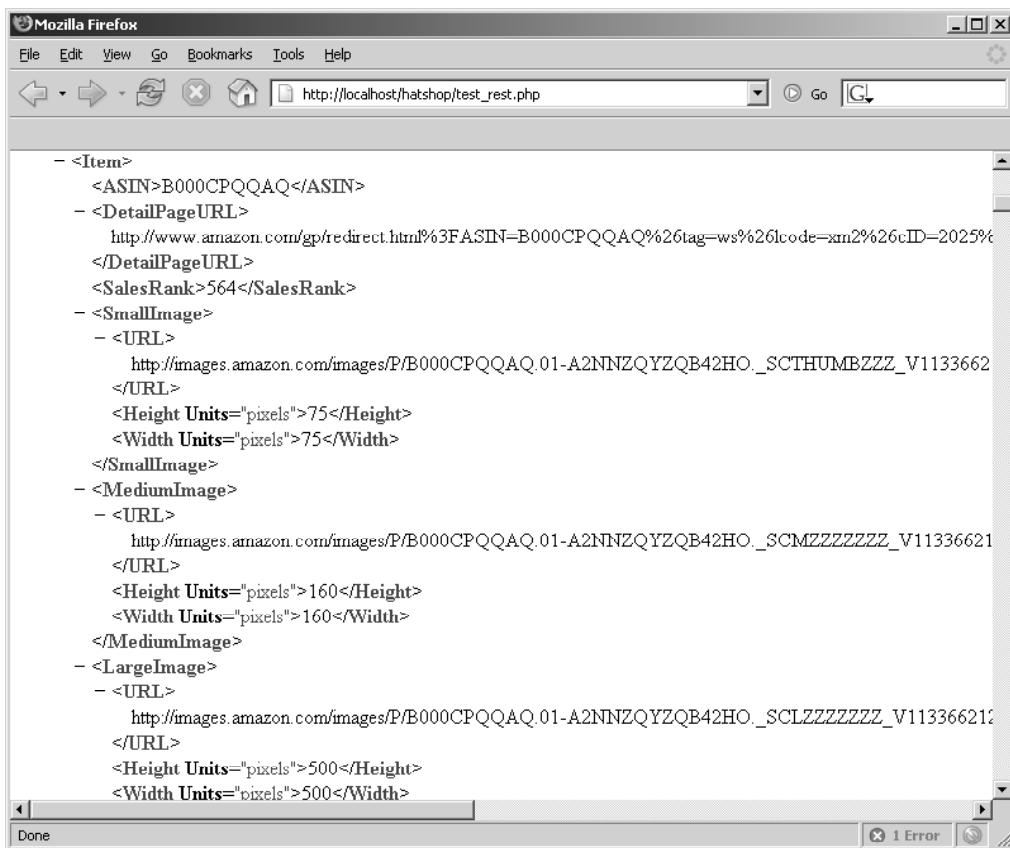 Mozilla Firefox
File Edit View Go Bookmarks Tools Help
http://localhost/hatshop/test_rest.php Go G
− <Item>
<ASIN>B000CPQQAQ</ASIN>
− <DetailPageURL>
http://www.amazon.com/gp/redirect.html%3FASIN=B000CPQQAQ%26tag=ws%26lcode=xm2%26cID=2025%
</DetailPageURL>
<SalesRank>564</SalesRank>
− <SmallImage>
− <URL>
http://images.amazon.com/images/P/B000CPQQAQ.01-A2NNZQYZQB42HO._SCTHUMBZZZ_V1133662
</URL>
<Height Units="pixels">75</Height>
<Width Units="pixels">75</Width>
</SmallImage>
− <MediumImage>
− <URL>
http://images.amazon.com/images/P/B000CPQQAQ.01-A2NNZQYZQB42HO._SCMZZZZZZZ_V11336621
</URL>
<Height Units="pixels">160</Height>
<Width Units="pixels">160</Width>
</MediumImage>
− <LargeImage>
− <URL>
http://images.amazon.com/images/P/B000CPQQAQ.01-A2NNZQYZQB42HO._SCLZZZZZZZ_V113366212
</URL>
<Height Units="pixels">500</Height>
<Width Units="pixels">500</Width>
Done 1 Error